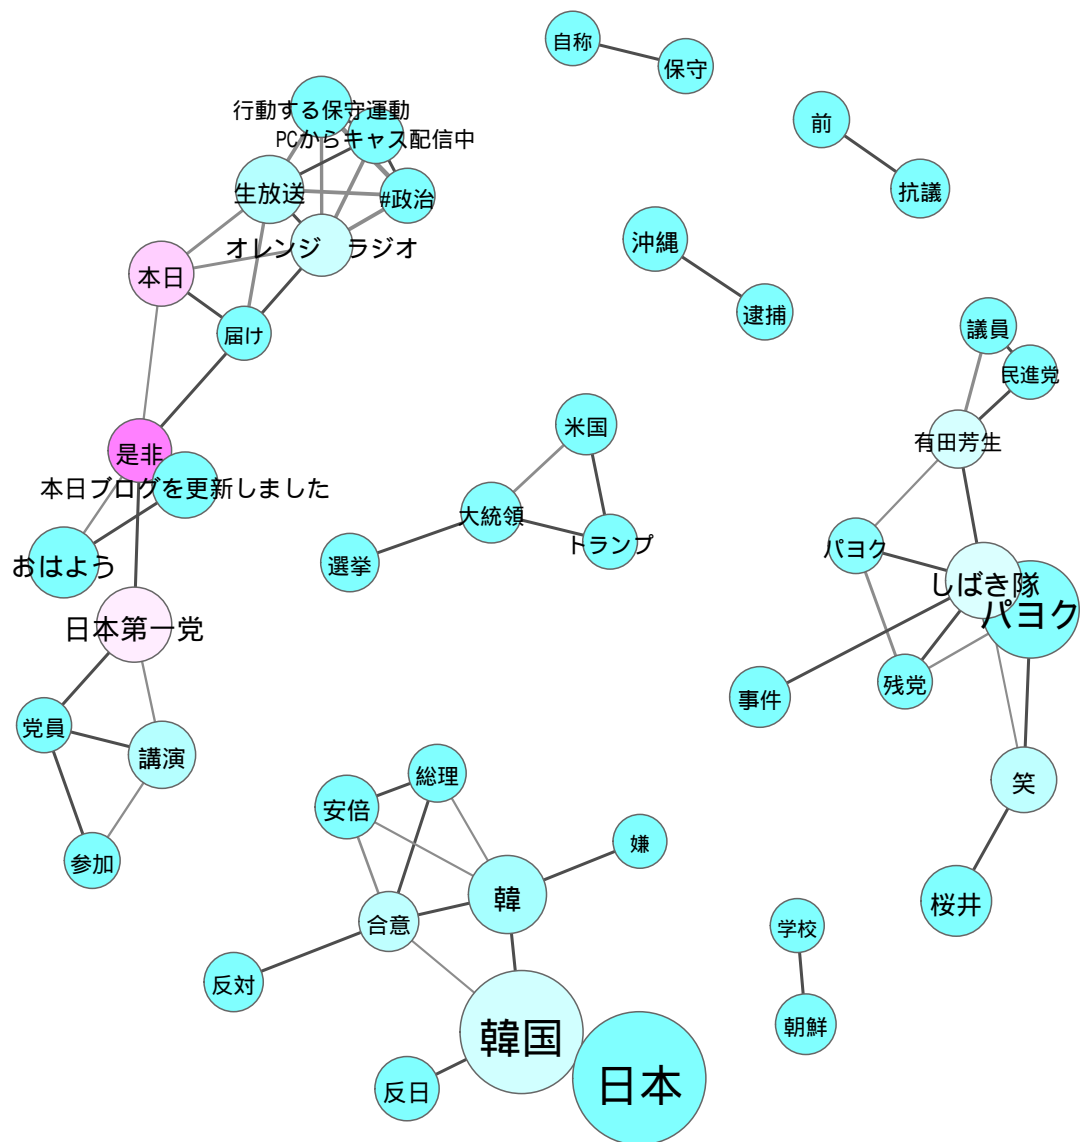 自称
保守
行動する保守運動
PCからキャス配信中
前
生放送
#政治
抗議
オレンジ　ラジオ
沖縄
本日
届け
逮捕
議員
民進党
米国
有田芳生
是非
本日ブログを更新しました
大統領
トランプ
パヨク
選挙
おはよう
しばき隊
パヨク
日本第一党
残党
事件
党員
講演
総理
笑
安倍
嫌
参加
韓
桜井
合意
学校
反対
朝鮮
韓国
日本
反日